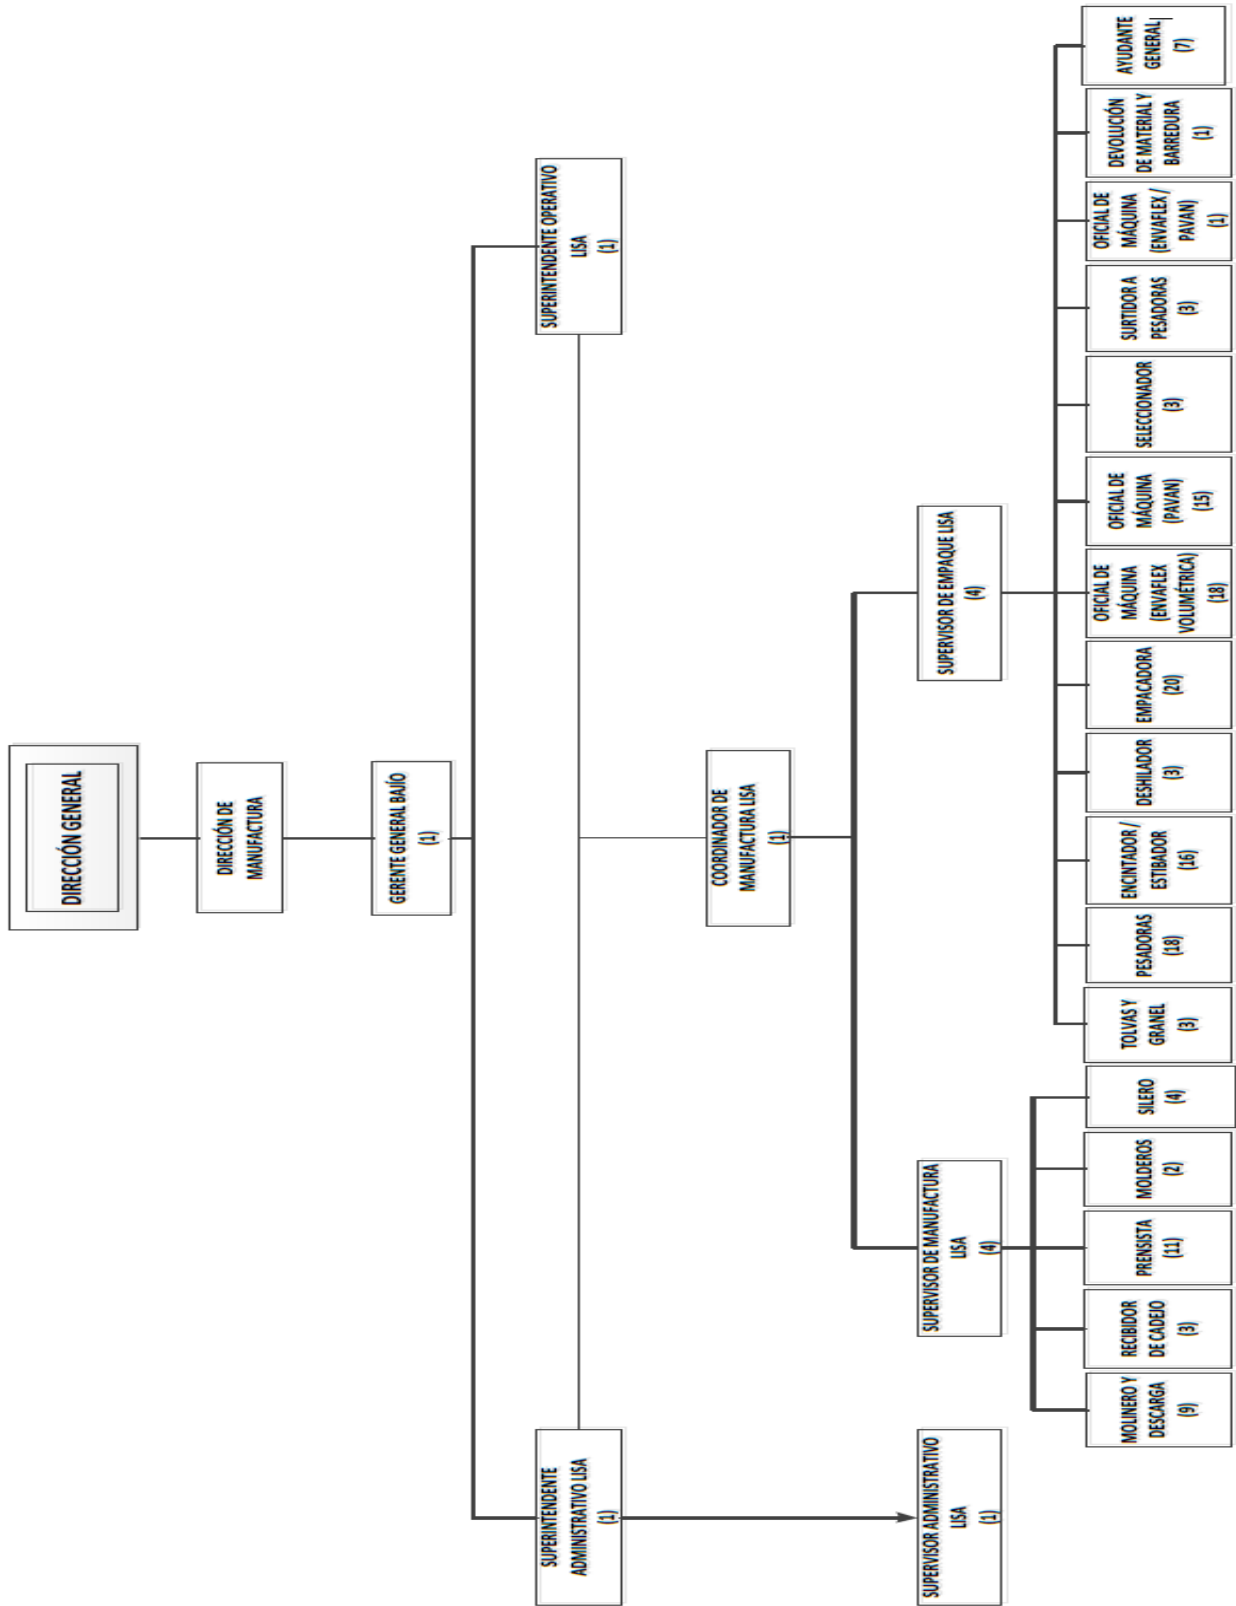 DIRECCIÓN GENERAL
DIRECCIÓN DE
MANUFACTURA
GERENTE GENERAL BAJÍO
(1)
SUPERINTENDENTE
ADMINISTRATIVO LISA
(1)
SUPERINTENDENTE OPERATIVO
LISA
(1)
COORDINADOR DE
MANUFACTURA LISA
(1)
SUPERVISOR ADMINISTRATIVO
LISA
(1)
SUPERVISOR DE MANUFACTURA
LISA
(4)
SUPERVISOR DE EMPAQUE LISA
(4)
MOLINERO Y
DESCARGA
(9)
RECIBIDOR
DE CADEJO
(3)
PRENSISTA
(11)
MOLDEROS
(2)
SILERO
(4)
TOLVAS Y
GRANEL
(3)
PESADORAS
(18)
ENCINTADOR /
ESTIBADOR
(16)
DESHILADOR
(3)
EMPACADORA
(20)
OFICIAL DE
MÁQUINA
(ENVAFLEX
VOLUMÉTRICA)
(18)
OFICIAL DE
MÁQUINA
(PAVAN)
(15)
SELECCIONADOR
(3)
SURTIDOR A
PESADORAS
(3)
OFICIAL DE
MÁQUINA
(ENVAFLEX /
PAVAN)
(1)
DEVOLUCIÓN
DE MATERIAL Y
BARREDURA
(1)
AYUDANTE
GENERAL
(7)